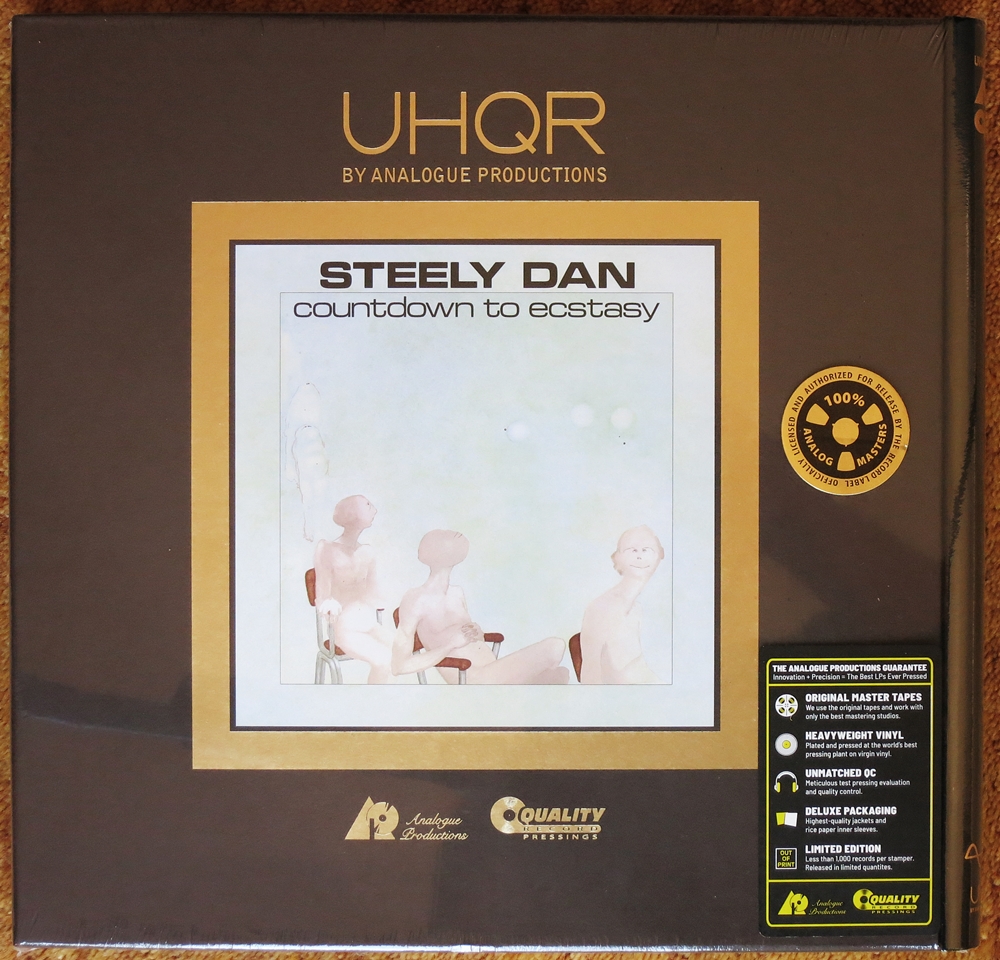 UHQR
BY ANALOGUE PRODUCTIONS
STEELY DAN
countdown to ecstasy
OFFICIALLY LICENSED AND AUTHORIZED FOR RELEASE BY THE RECORD LABEL
100%
ANALOG MASTERS
THE ANALOGUE PRODUCTIONS GUARANTEE
Innovation + Precision = The Best LPs Ever Pressed
ORIGINAL MASTER TAPES
We use the original tapes and work with
only the best mastering studios.
HEAVYWEIGHT VINYL
Plated and pressed at the world's best
pressing plant on virgin vinyl.
UNMATCHED QC
Meticulous test pressing evaluation
and quality control.
DELUXE PACKAGING
Highest-quality jackets and
rice paper inner sleeves.
OUT
OF
PRINT
LIMITED EDITION
Less than 1,000 records per stamper.
Released in limited quantites.
Analogue
Productions
QUALITY
RECORD
PRESSINGS
Analogue
Productions
QUALITY
RECORD
PRESSINGS